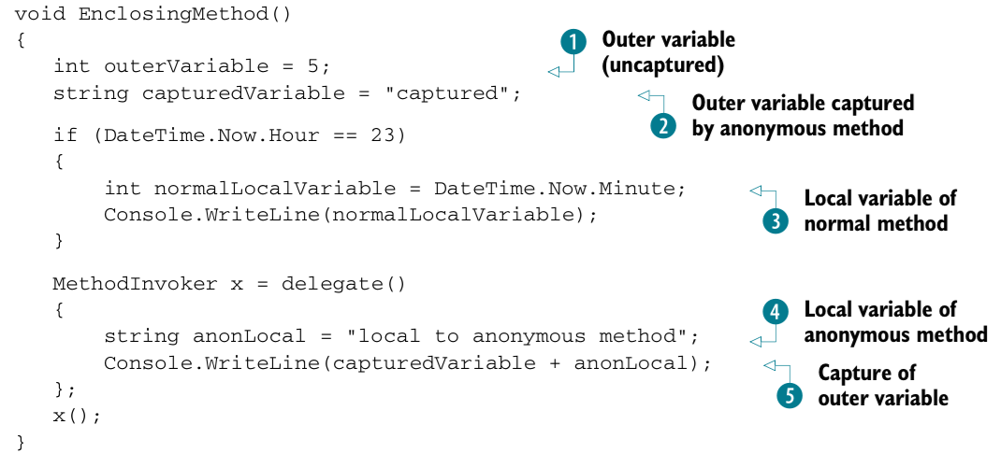 void EnclosingMethod()
{
int outerVariable = 5;
string capturedVariable = "captured";
1 Outer variable
(uncaptured)
2 Outer variable captured
by anonymous method
if (DateTime.Now.Hour == 23)
{
int normalLocalVariable = DateTime.Now.Minute;
Console.WriteLine(normalLocalVariable);
}
3 Local variable of
normal method
MethodInvoker x = delegate()
{
string anonLocal = "local to anonymous method";
Console.WriteLine(capturedVariable + anonLocal);
};
x();
}
4 Local variable of
anonymous method
5 Capture of
outer variable